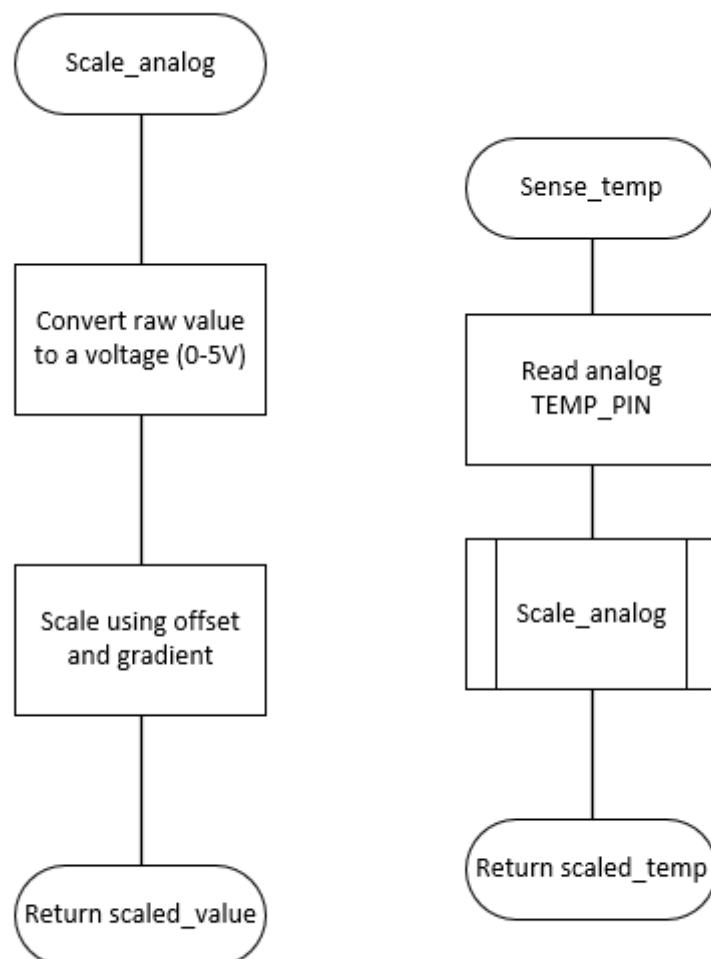 Scale_analog
Convert raw value
to a voltage (0-5V)
Scale using offset
and gradient
Return scaled_value
Sense_temp
Read analog
TEMP_PIN
Scale_analog
Return scaled_temp